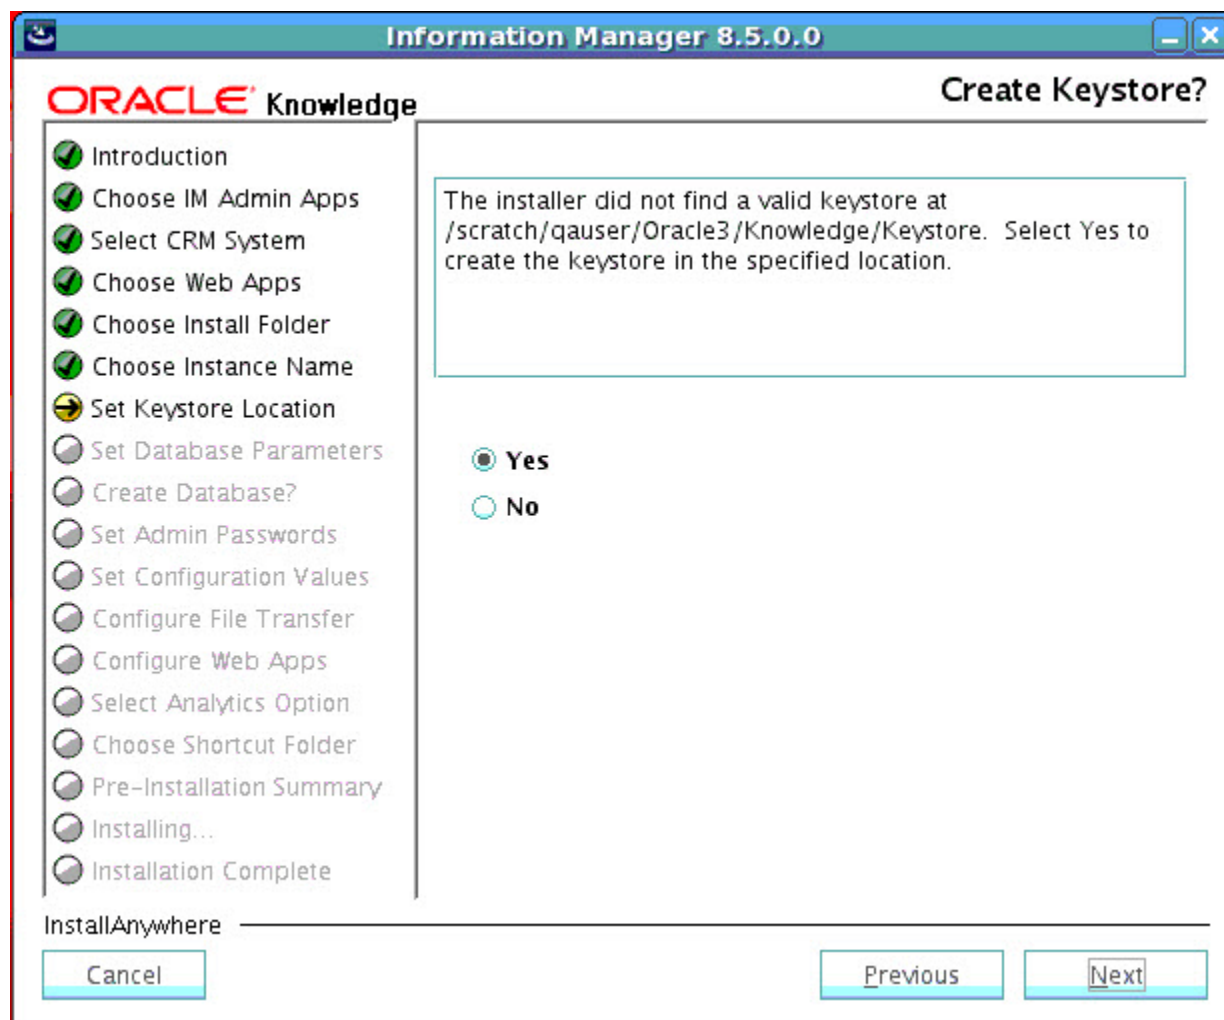 Information Manager 8.5.0.0
ORACLE Knowledge
Create Keystore?
Introduction
Choose IM Admin Apps
Select CRM System
Choose Web Apps
Choose Install Folder
Choose Instance Name
Set Keystore Location
Set Database Parameters
Create Database?
Set Admin Passwords
Set Configuration Values
Configure File Transfer
Configure Web Apps
Select Analytics Option
Choose Shortcut Folder
Pre-Installation Summary
Installing...
Installation Complete
The installer did not find a valid keystore at
/scratch/qauser/Oracle3/Knowledge/Keystore.  Select Yes to
create the keystore in the specified location.
Yes
No
InstallAnywhere
Cancel
Previous
Next